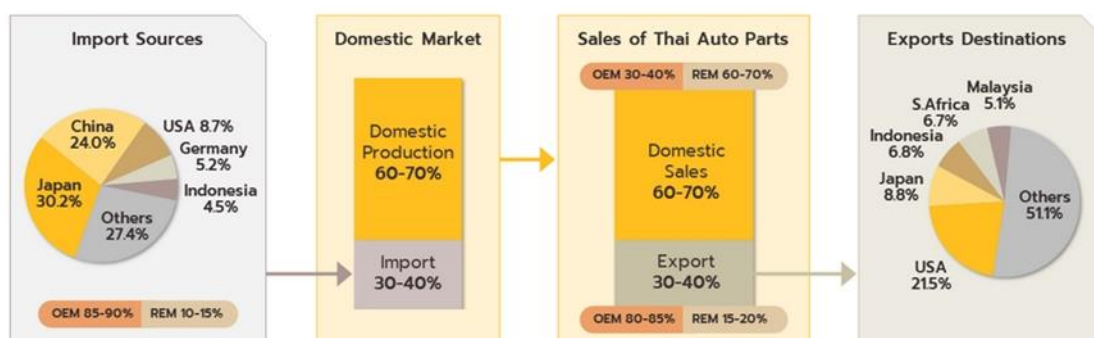 Import Sources
China
24.0%
USA 8.7%
Germany
5.2%
Indonesia
4.5%
Japan
30.2%
Others
27.4%
OEM 85-90% REM 10-15%
Domestic Market
Domestic
Production
60-70%
Import
30-40%
Sales of Thai Auto Parts
OEM 30-40% REM 60-70%
Domestic
Sales
60-70%
Export
30-40%
OEM 80-85% REM 15-20%
Exports Destinations
Malaysia
5.1%
S.Africa
6.7%
Indonesia
6.8%
Japan
8.8%
Others
51.1%
USA
21.5%